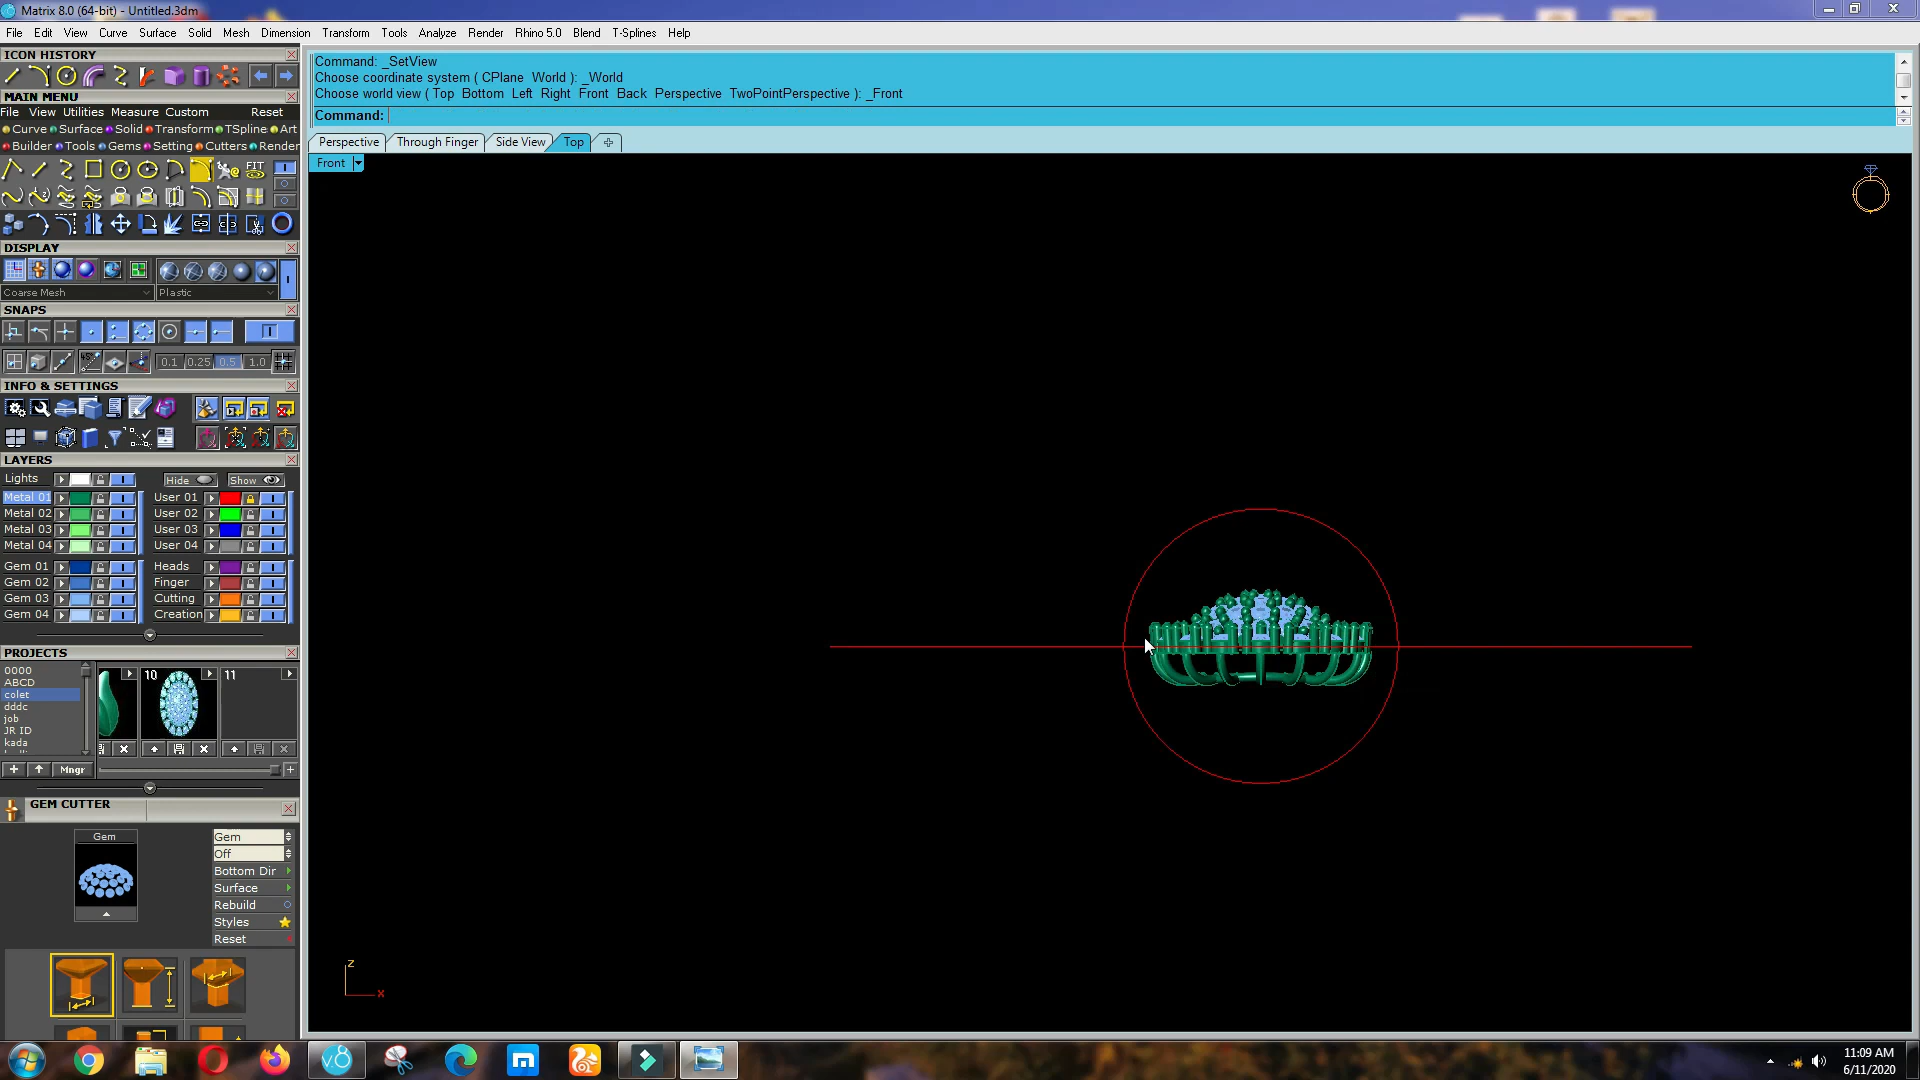 Matrix 8.0 (64-bit) - Untitled.3dm
File Edit View Curve Surface Solid Mesh Dimension Transform Tools Analyze Render Rhino 5.0 Blend T-Splines Help
ICON HISTORY
MAIN MENU
File View Utilities Measure Custom Reset
Curve Surface Solid Transform TSpline Art
Builder Tools Gems Setting Cutters Render
FIT
DISPLAY
Coarse Mesh Plastic
SNAPS
0.1 0.25 0.5 1.0
INFO & SETTINGS
LAYERS
Lights Hide Show
Metal 01 User 01
Metal 02 User 02
Metal 03 User 03
Metal 04 User 04
Gem 01 Heads
Gem 02 Finger
Gem 03 Cutting
Gem 04 Creation
PROJECTS
0000
ABCD
colet
dddc
job
JR ID
kada
10 11
Mngr
GEM CUTTER
Gem
Gem
Off
Bottom Dir
Surface
Rebuild
Styles
Reset
Command: _SetView
Choose coordinate system ( CPlane World ): _World
Choose world view ( Top Bottom Left Right Front Back Perspective TwoPointPerspective ): _Front
Command:
Perspective Through Finger Side View Top
Front
z
x
v8
11:09 AM
6/11/2020